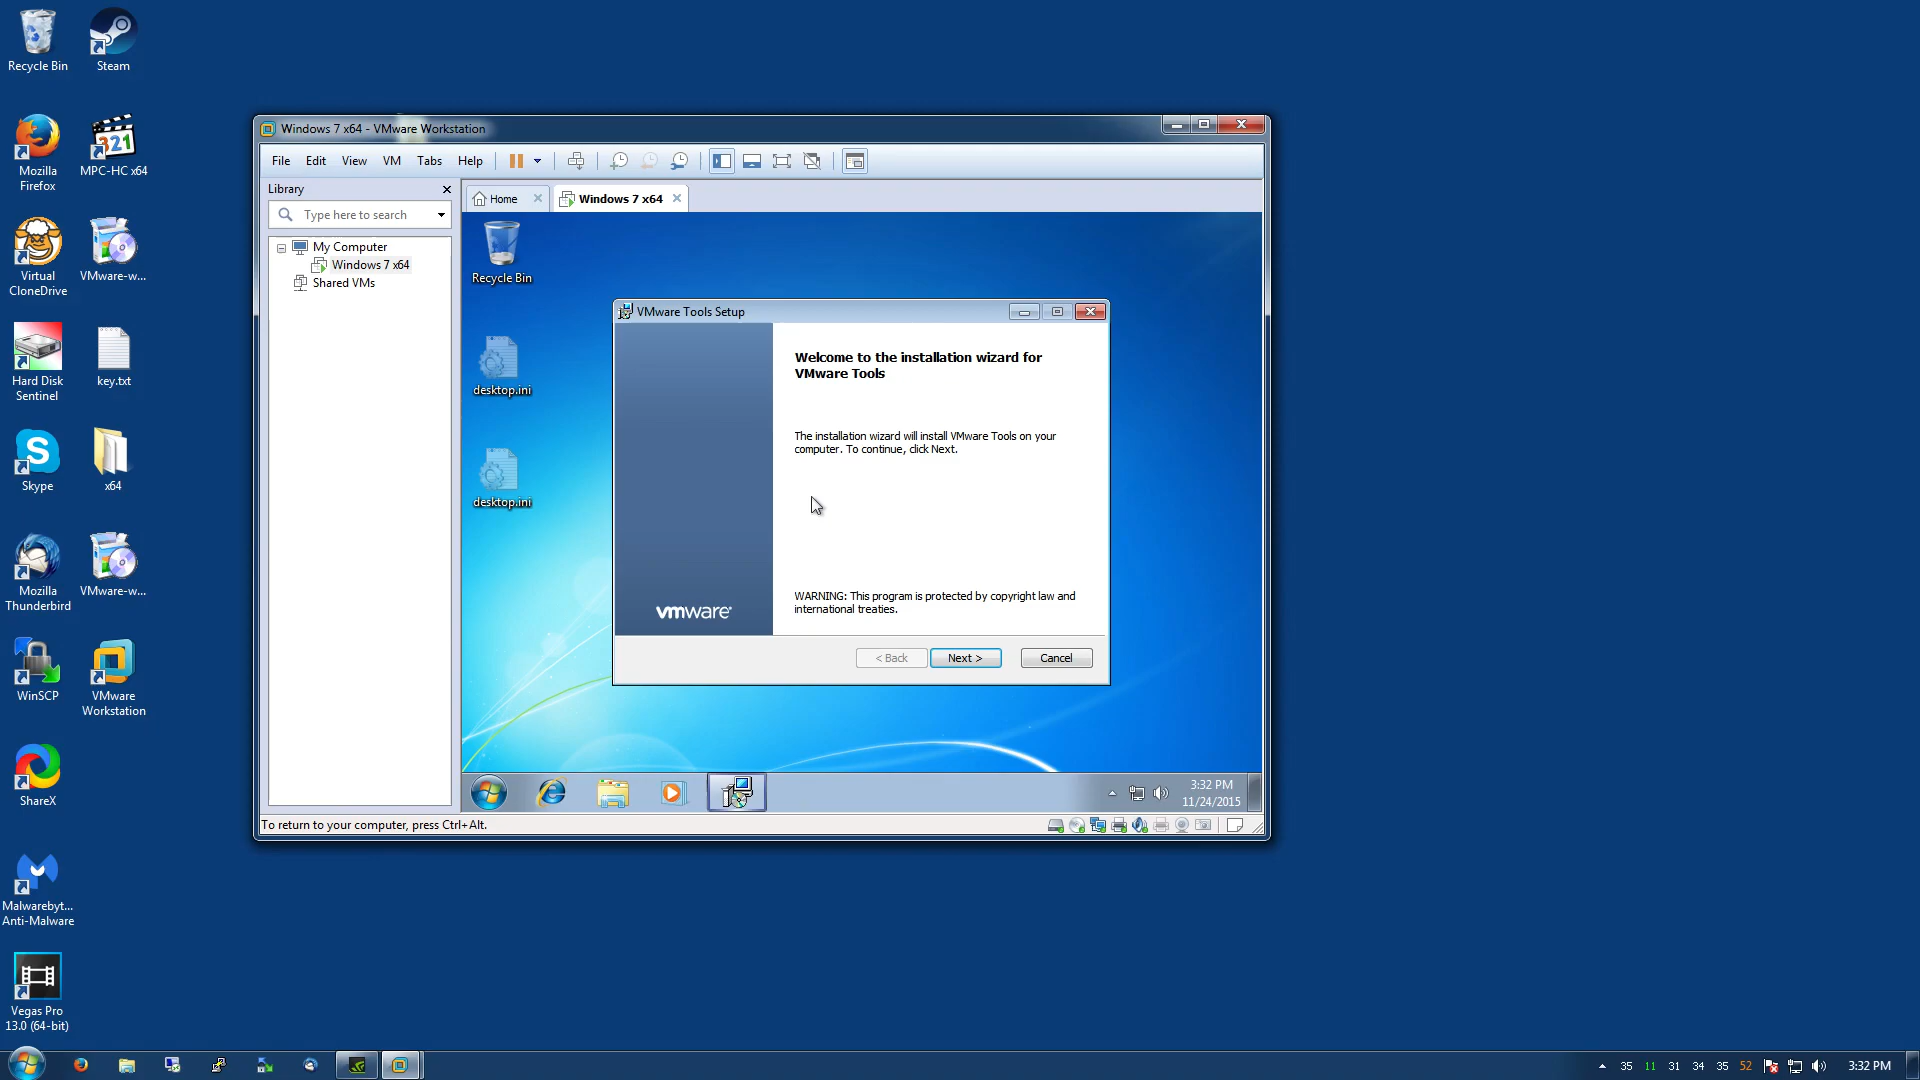 Recycle Bin
Steam
Mozilla
Firefox
MPC-HC x64
Virtual
CloneDrive
VMware-w...
Hard Disk
Sentinel
key.txt
Skype
x64
Mozilla
Thunderbird
VMware-w...
WinSCP
VMware
Workstation
ShareX
Malwarebyt...
Anti-Malware
Vegas Pro
13.0 (64-bit)
Windows 7 x64 - VMware Workstation
File Edit View VM Tabs Help
Library
Type here to search
My Computer
Windows 7 x64
Shared VMs
Home
Windows 7 x64
Recycle Bin
desktop.ini
desktop.ini
VMware Tools Setup
Welcome to the installation wizard for
VMware Tools
The installation wizard will install VMware Tools on your
computer. To continue, click Next.
WARNING: This program is protected by copyright law and
international treaties.
vmware
< Back
Next >
Cancel
3:32 PM
11/24/2015
To return to your computer, press Ctrl+Alt.
35 11 31 34 35 52
3:32 PM